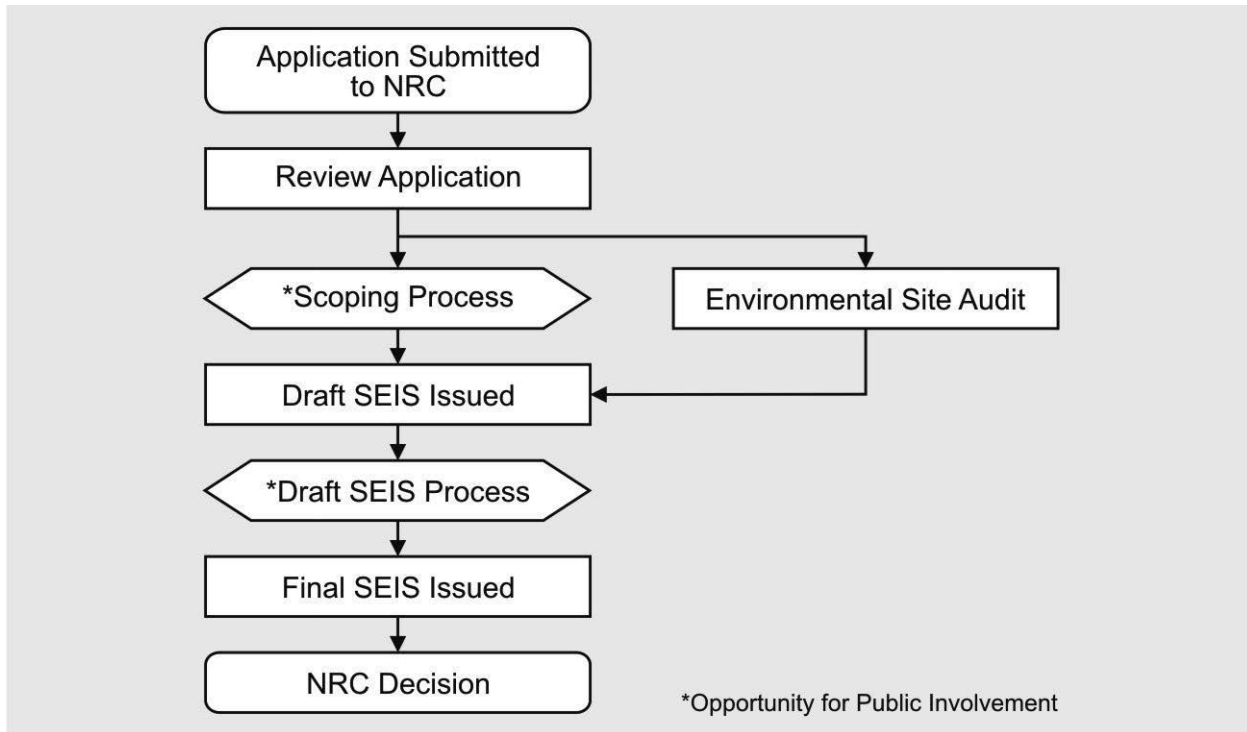 Application Submitted
to NRC
Review Application
*Scoping Process
Environmental Site Audit
Draft SEIS Issued
*Draft SEIS Process
Final SEIS Issued
NRC Decision
*Opportunity for Public Involvement